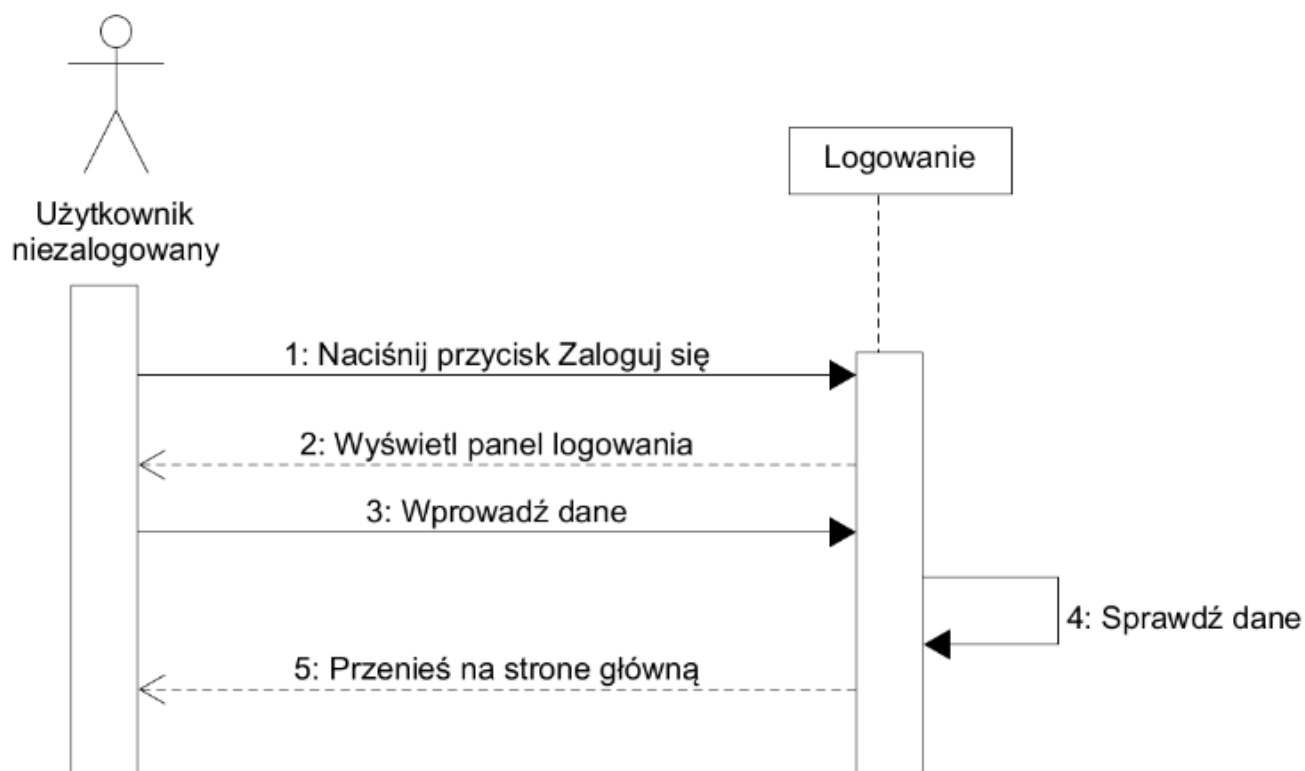 Użytkownik
niezalogowany
Logowanie
1: Naciśnij przycisk Zaloguj się
2: Wyświetl panel logowania
3: Wprowadź dane
4: Sprawdź dane
5: Przenieś na strone główną